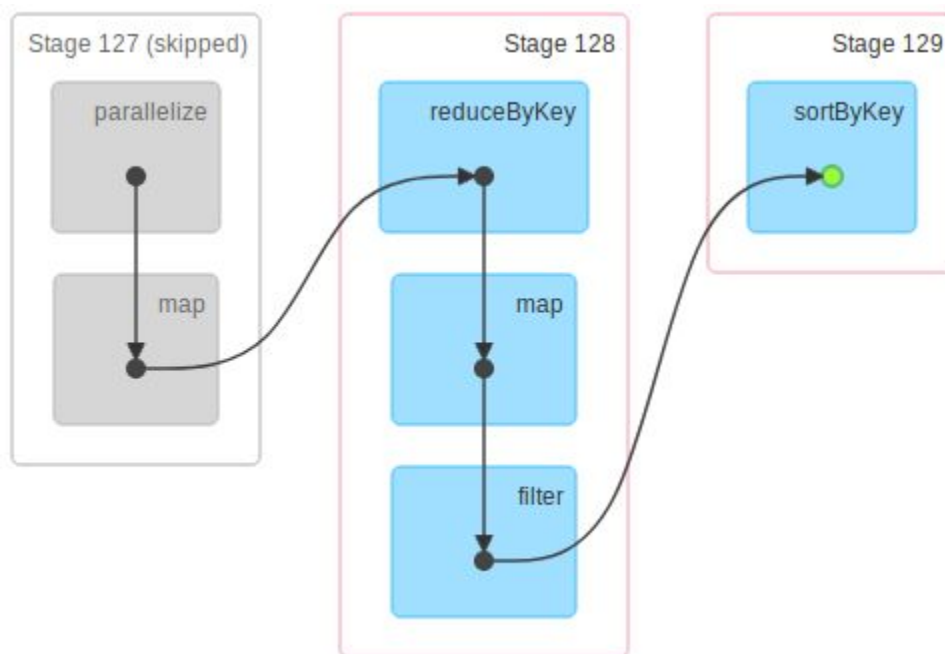 Stage 127 (skipped)
parallelize
map
Stage 128
reduceByKey
map
filter
Stage 129
sortByKey